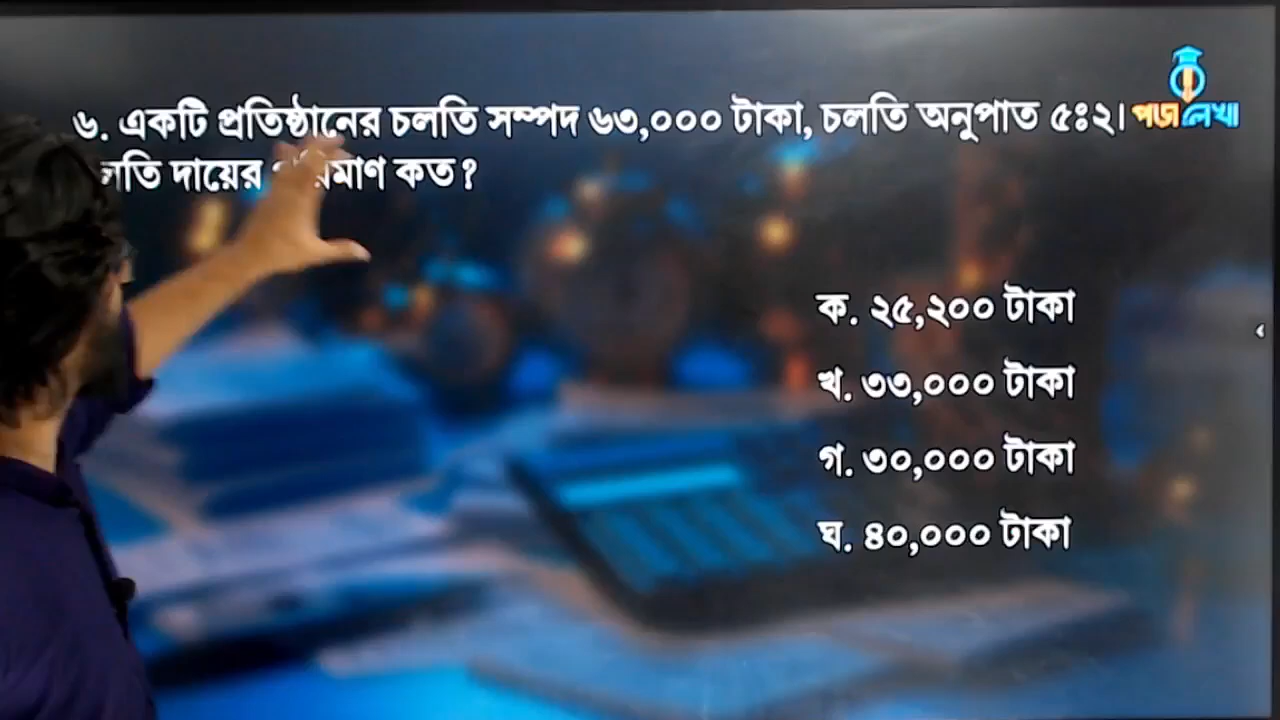 ৬. একটি প্রতিষ্ঠানের চলতি সম্পদ ৬৩,০০০ টাকা, চলতি অনুপাত ৫ঃ২।
দায়ের কত?
পড়ালেখা
ক. ২৫,২০০ টাকা
খ. ৩৩,০০০ টাকা
গ. ৩০,০০০ টাকা
ঘ. ৪০,০০০ টাকা